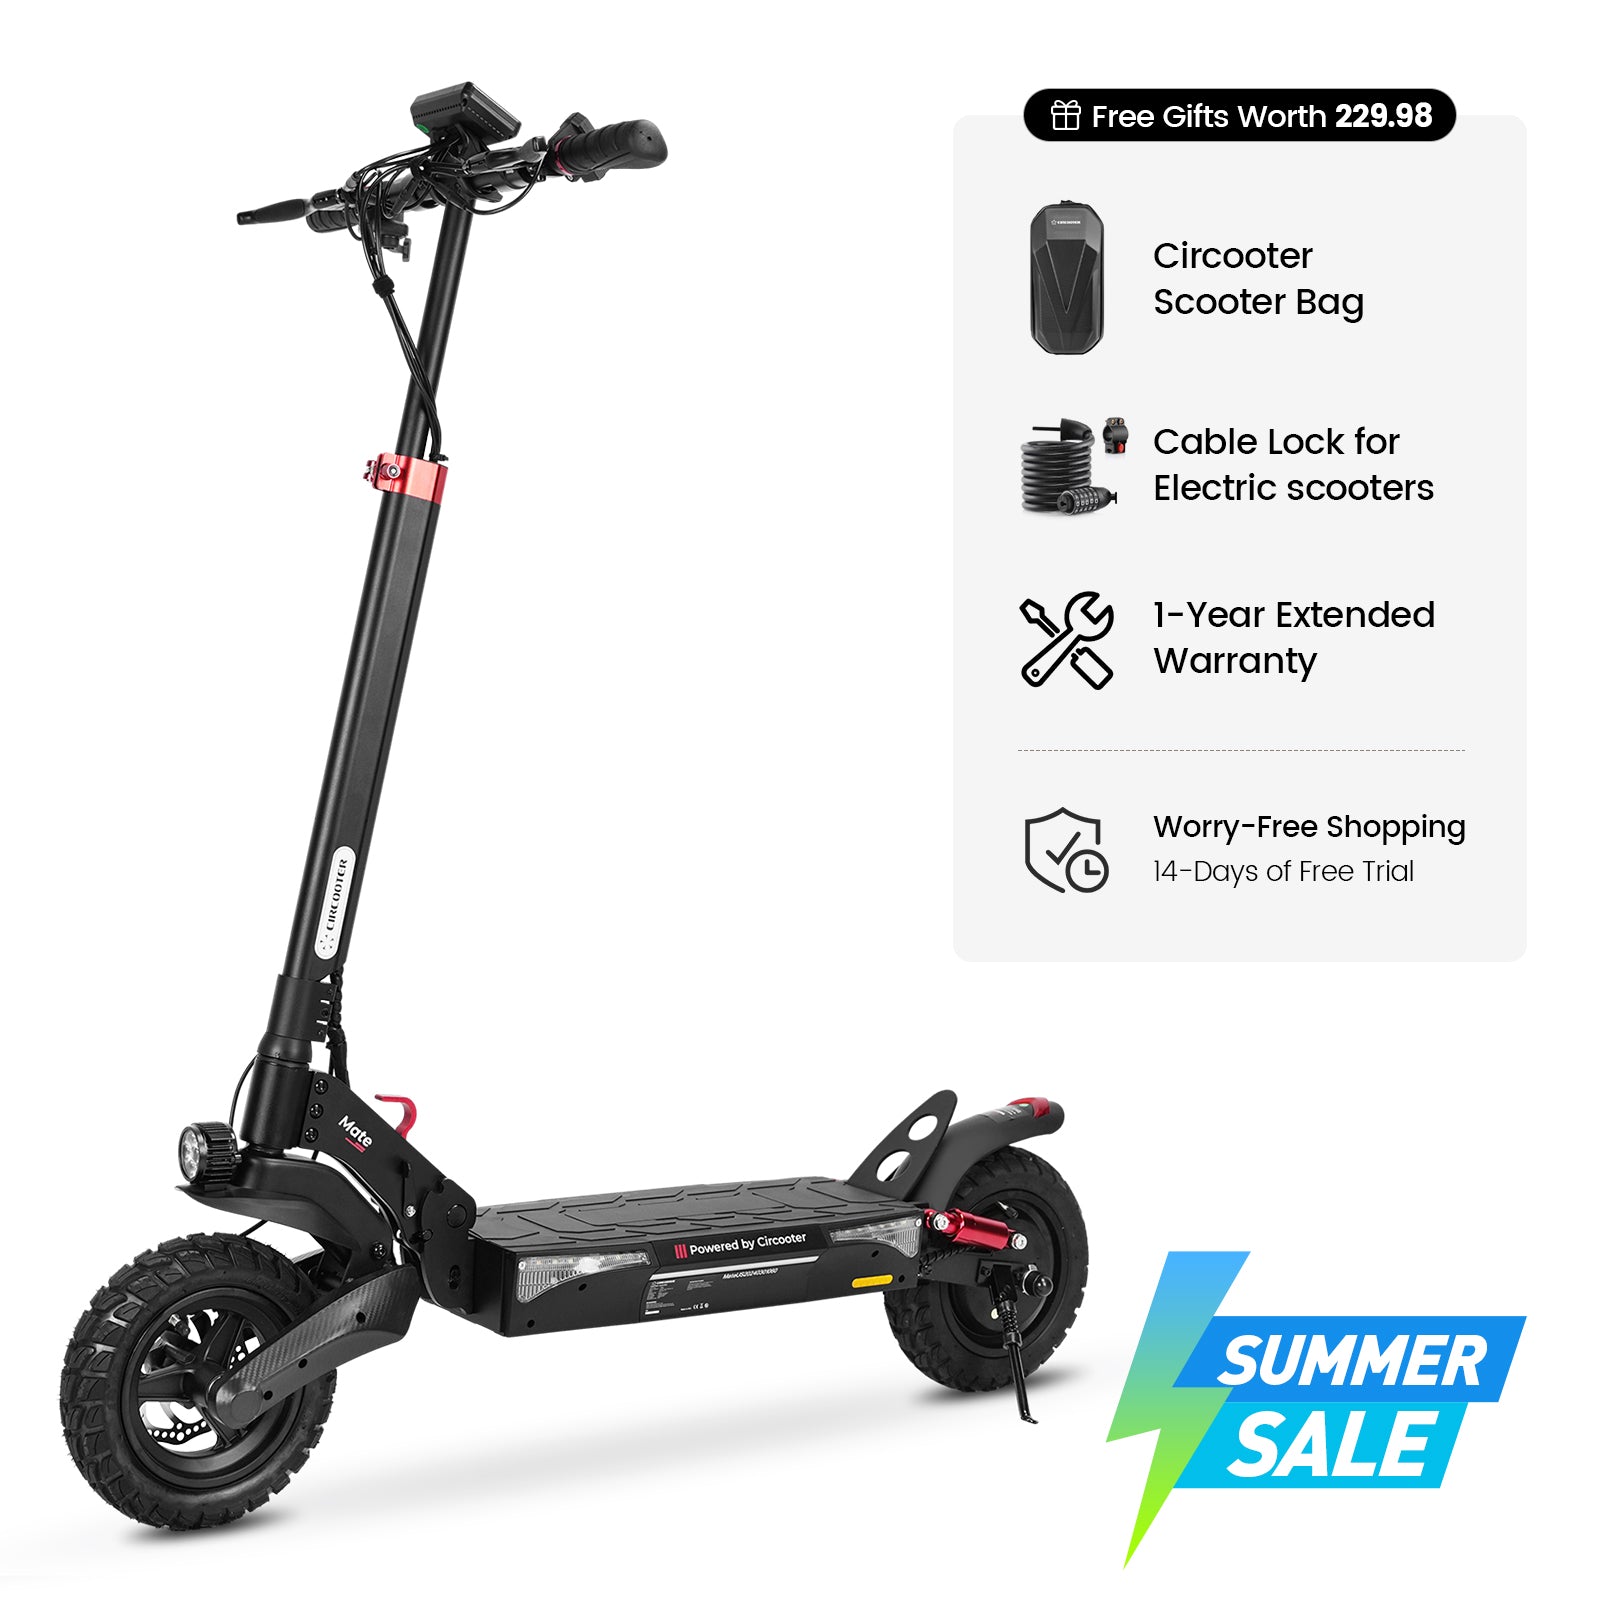 Free Gifts Worth 229.98
CIRCOOTER
Circooter
Scooter Bag
Cable Lock for
Electric scooters
1-Year Extended
Warranty
Worry-Free Shopping
14-Days of Free Trial
CIRCOOTER
Mate
Powered by Circooter
SUMMER
SALE